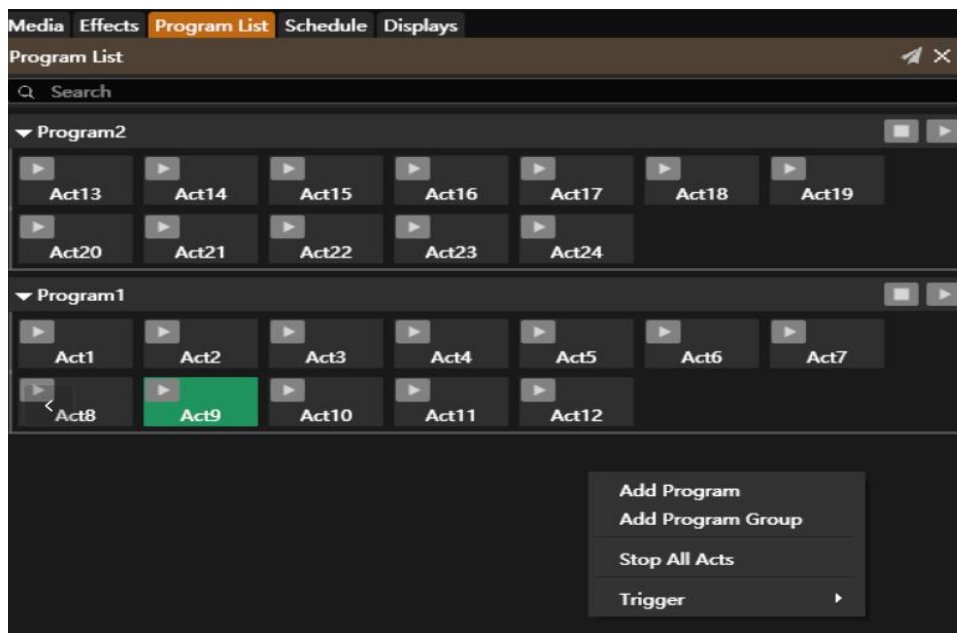 Media Effects Program List Schedule Displays
Program List
Search
Program2
Act13 Act14 Act15 Act16 Act17 Act18 Act19
Act20 Act21 Act22 Act23 Act24
Program1
Act1 Act2 Act3 Act4 Act5 Act6 Act7
Act8 Act9 Act10 Act11 Act12
Add Program
Add Program Group
Stop All Acts
Trigger